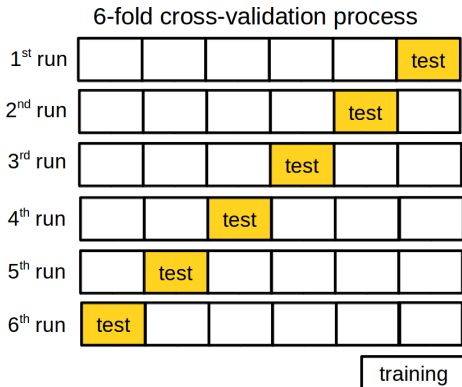 6-fold cross-validation process
1st run
test
2nd run
test
3rd run
test
4th run
test
5th run
test
6th run
test
training